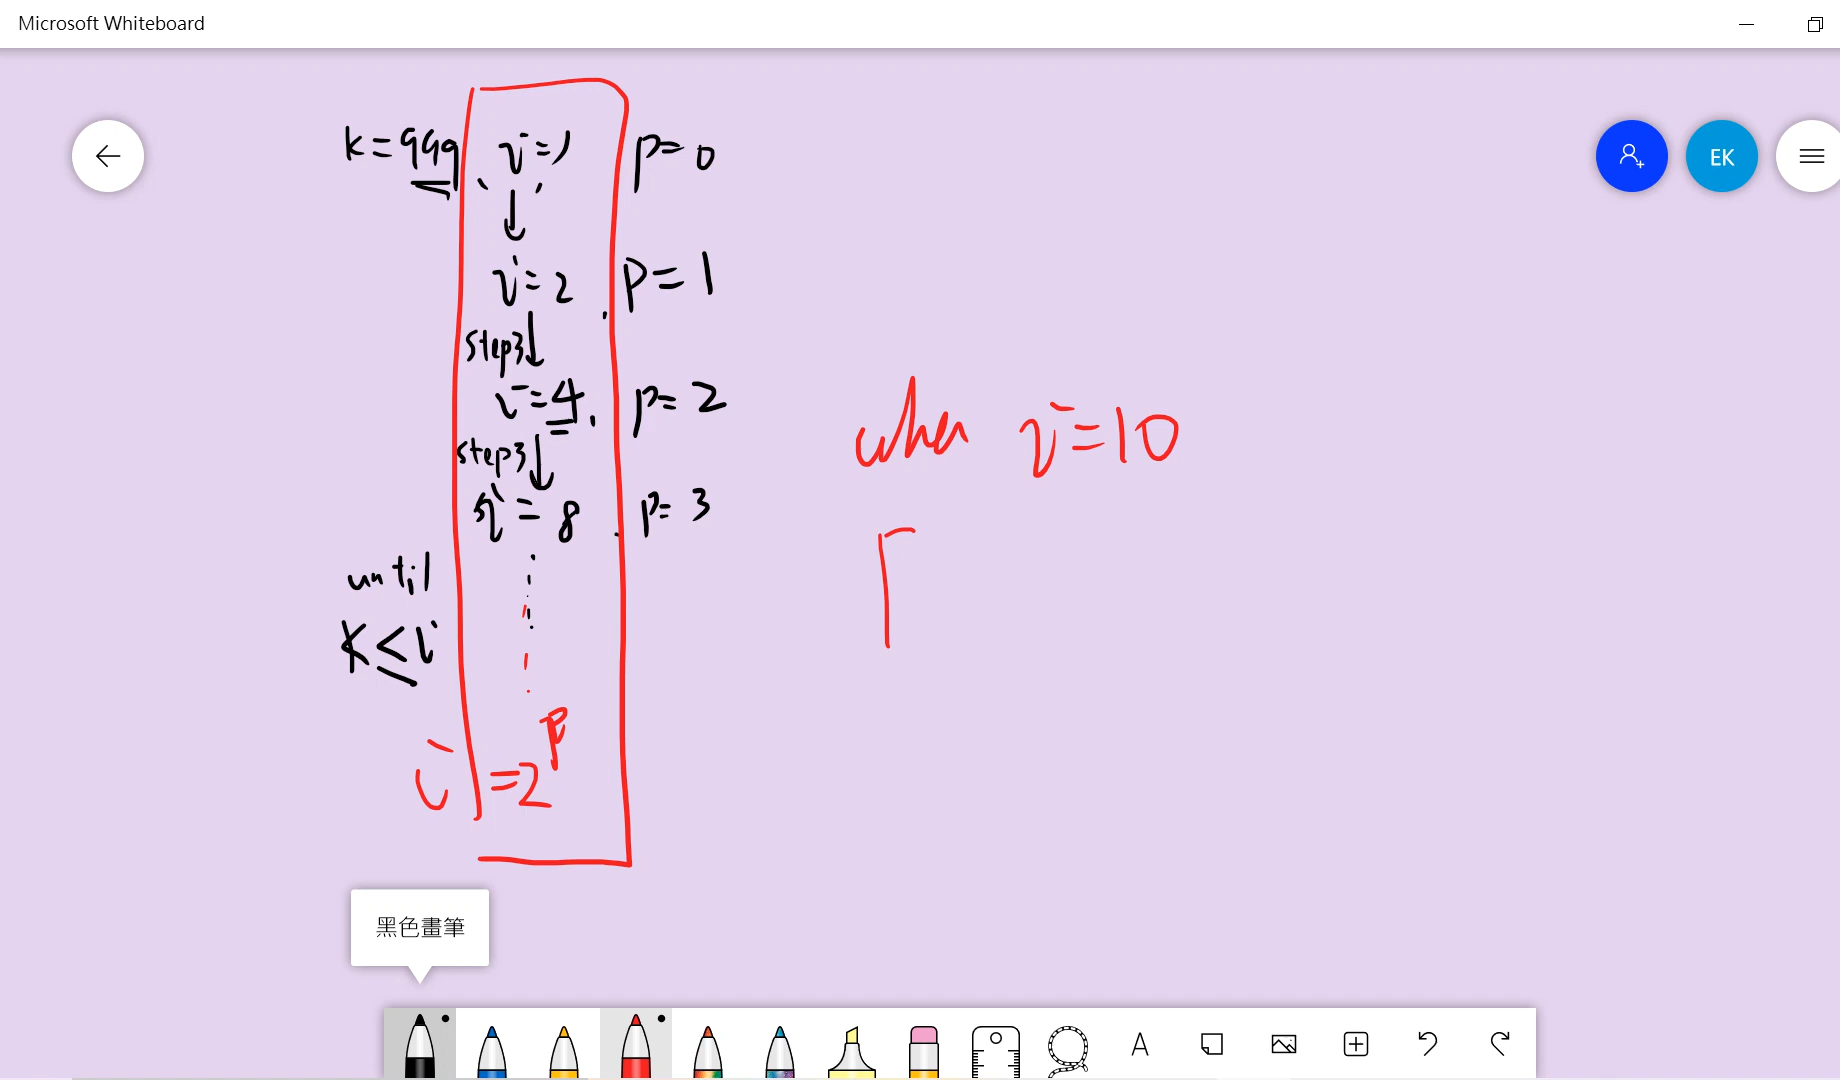 Microsoft Whiteboard
EK
k=999 i=1 p=0
i=2 p=1
step3
i=4 p=2
step3
i=8 p=3
until
K≤i
i=2^p
when i=10
黑色畫筆
A